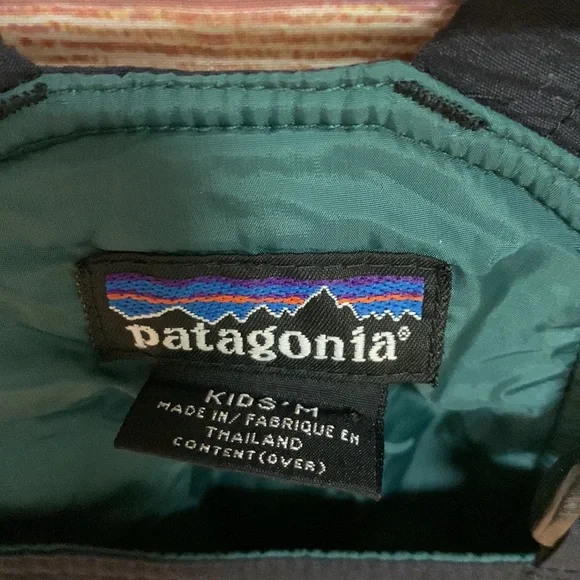 patagonia®
KIDS' M
MADE IN/ FABRIQUE EN
THAILAND
CONTENT (OVER)